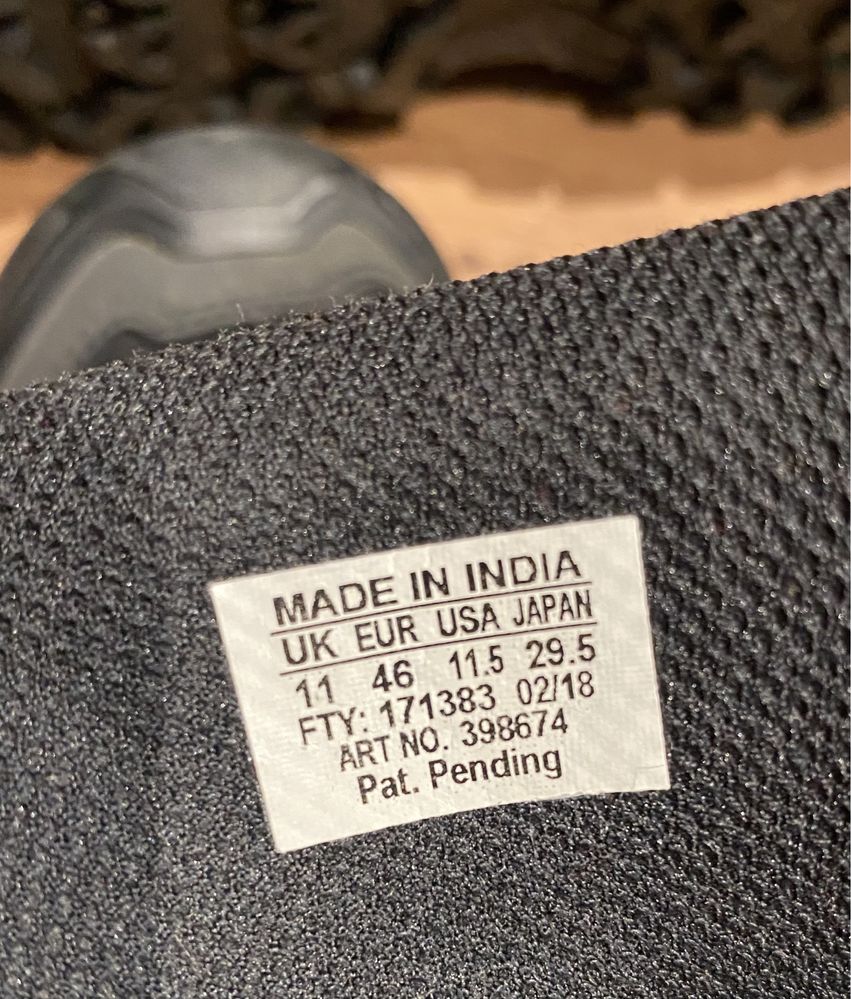 MADE IN INDIA
UK EUR USA JAPAN
11 46 11.5 29.5
FTY: 171383 02/18
ART NO. 398674
Pat. Pending